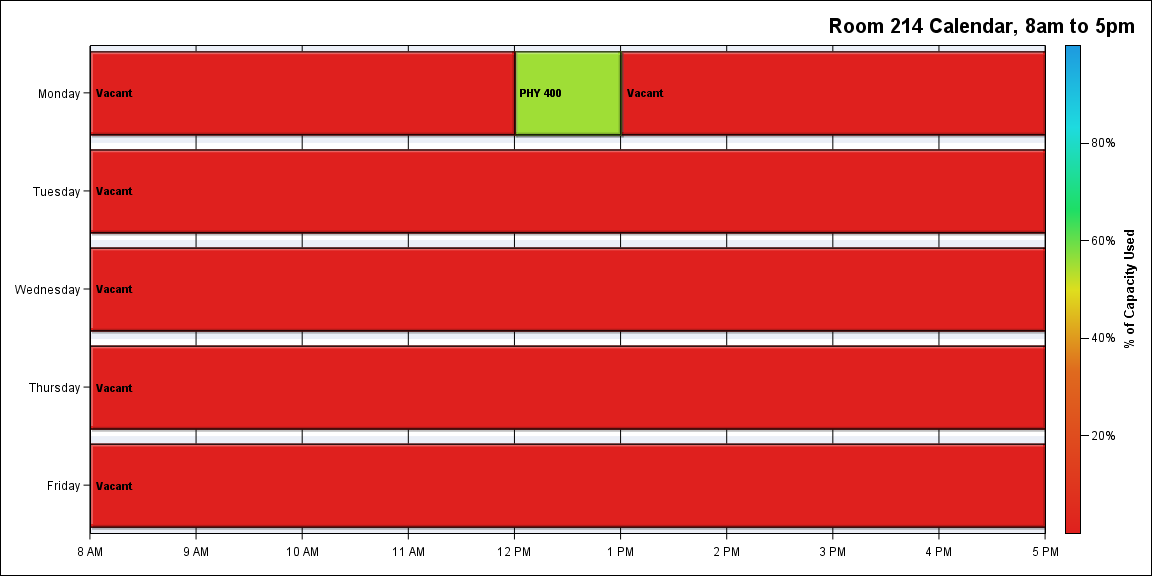 Room 214 Calendar, 8am to 5pm
Monday
Vacant
PHY 400
Vacant
Tuesday
Vacant
Wednesday
Vacant
Thursday
Vacant
Friday
Vacant
8 AM
9 AM
10 AM
11 AM
12 PM
1 PM
2 PM
3 PM
4 PM
5 PM
80%
60%
40%
20%
% of Capacity Used